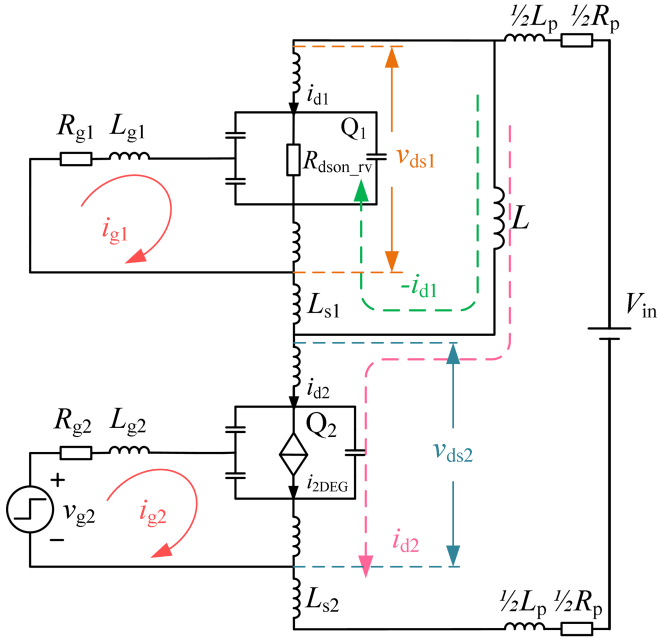 ½Lp ½Rp
id1
Rg1 Lg1
Q1
Rdson_rv
vds1
ig1
L
-id1
Ls1
Vin
id2
Rg2 Lg2
Q2
vds2
i2DEG
+
vg2
−
ig2
id2
Ls2
½Lp ½Rp